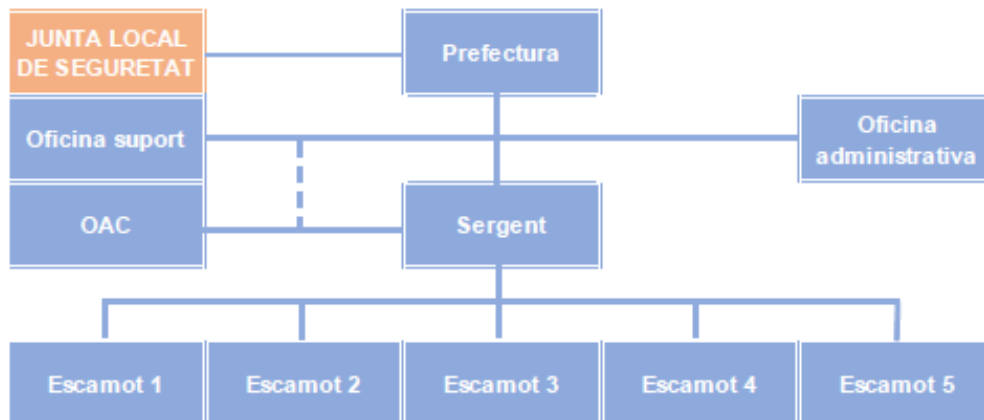 JUNTA LOCAL
DE SEGURETAT
Prefectura
Oficina suport
Oficina
administrativa
OAC
Sergent
Escamot 1
Escamot 2
Escamot 3
Escamot 4
Escamot 5